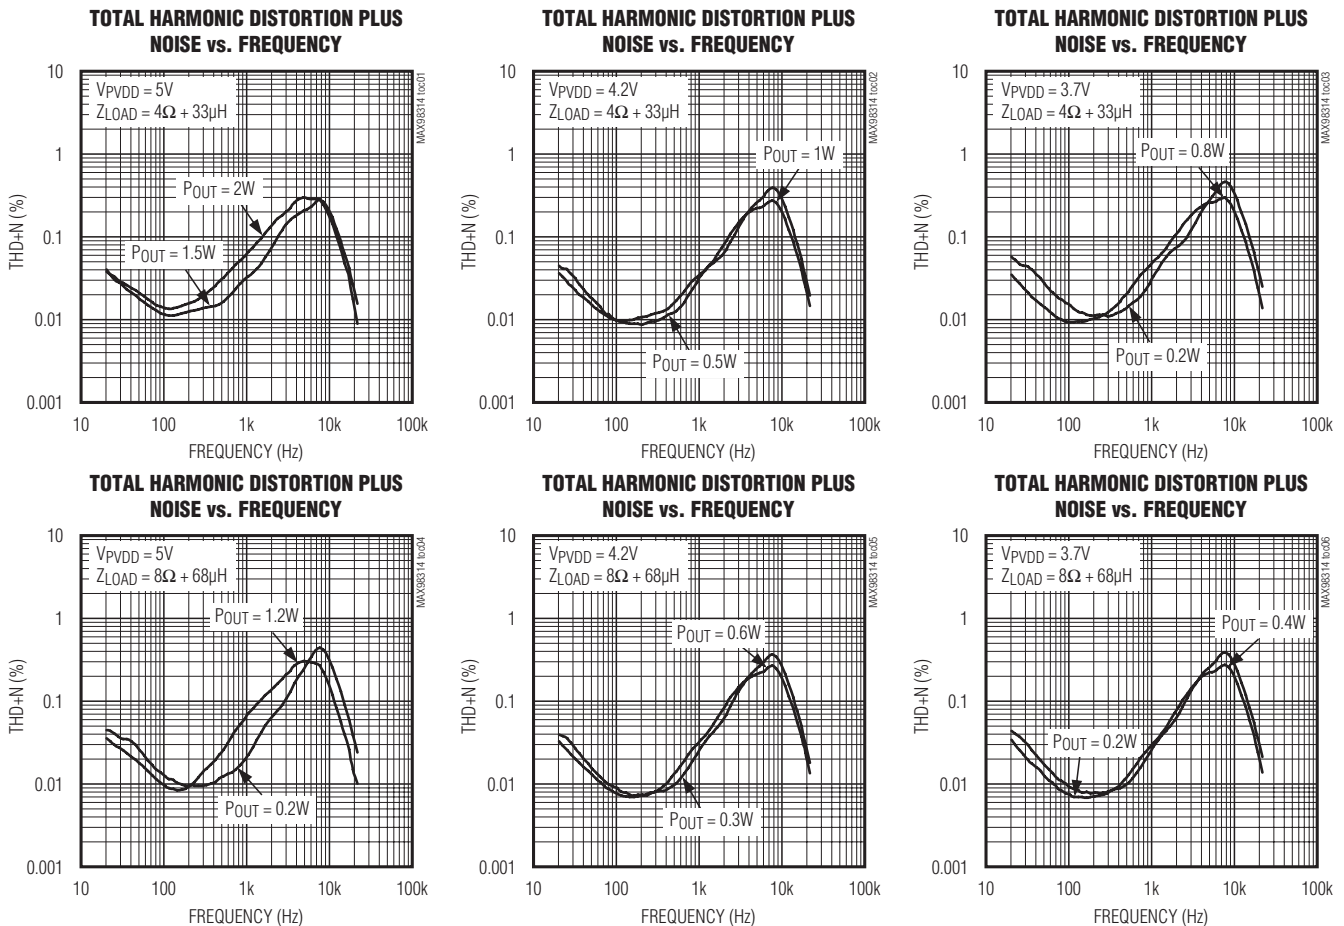 TOTAL HARMONIC DISTORTION PLUS
NOISE vs. FREQUENCY
10
1
0.1
0.01
0.001
THD+N (%)
VPVDD = 5V
ZLOAD = 4Ω + 33µH
POUT = 2W
POUT = 1.5W
MAX98314 toc01
10
100
1k
10k
100k
FREQUENCY (Hz)
TOTAL HARMONIC DISTORTION PLUS
NOISE vs. FREQUENCY
10
1
0.1
0.01
0.001
THD+N (%)
VPVDD = 4.2V
ZLOAD = 4Ω + 33µH
POUT = 1W
POUT = 0.5W
MAX98314 toc02
10
100
1k
10k
100k
FREQUENCY (Hz)
TOTAL HARMONIC DISTORTION PLUS
NOISE vs. FREQUENCY
10
1
0.1
0.01
0.001
THD+N (%)
VPVDD = 3.7V
ZLOAD = 4Ω + 33µH
POUT = 0.8W
POUT = 0.2W
MAX98314 toc03
10
100
1k
10k
100k
FREQUENCY (Hz)
TOTAL HARMONIC DISTORTION PLUS
NOISE vs. FREQUENCY
10
1
0.1
0.01
0.001
THD+N (%)
VPVDD = 5V
ZLOAD = 8Ω + 68µH
POUT = 1.2W
POUT = 0.2W
MAX98314 toc04
10
100
1k
10k
100k
FREQUENCY (Hz)
TOTAL HARMONIC DISTORTION PLUS
NOISE vs. FREQUENCY
10
1
0.1
0.01
0.001
THD+N (%)
VPVDD = 4.2V
ZLOAD = 8Ω + 68µH
POUT = 0.6W
POUT = 0.3W
MAX98314 toc05
10
100
1k
10k
100k
FREQUENCY (Hz)
TOTAL HARMONIC DISTORTION PLUS
NOISE vs. FREQUENCY
10
1
0.1
0.01
0.001
THD+N (%)
VPVDD = 3.7V
ZLOAD = 8Ω + 68µH
POUT = 0.4W
POUT = 0.2W
MAX98314 toc06
10
100
1k
10k
100k
FREQUENCY (Hz)